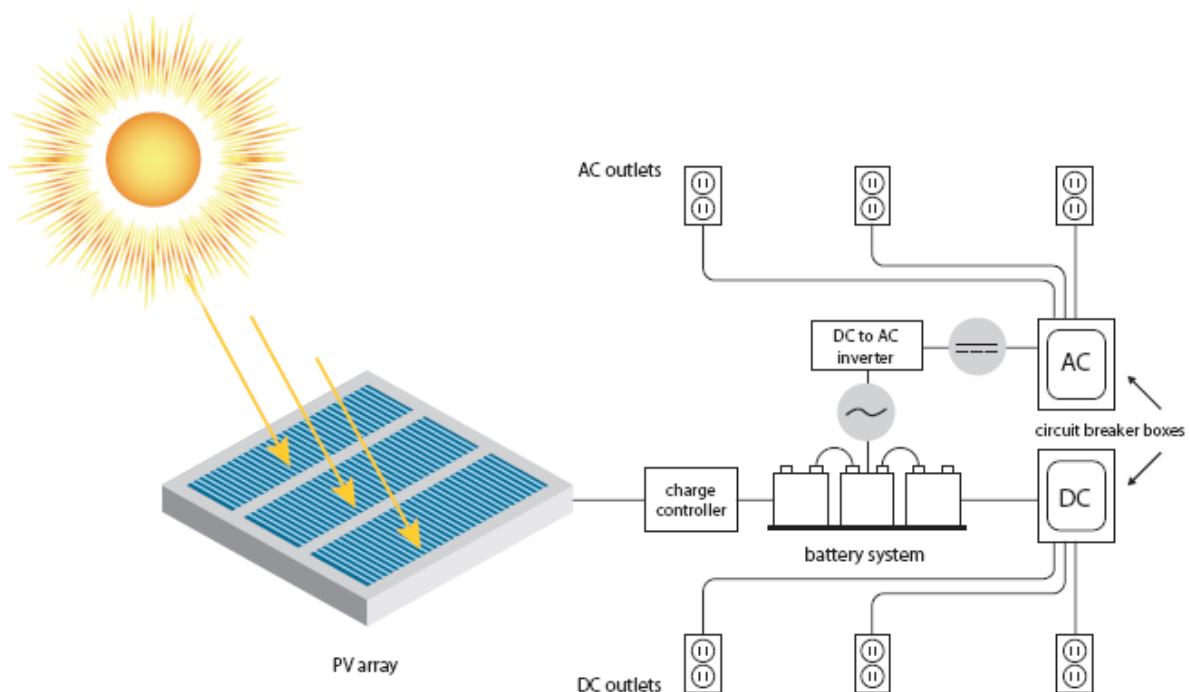 AC outlets
DC to AC
inverter
AC
circuit breaker boxes
charge
controller
DC
battery system
PV array
DC outlets